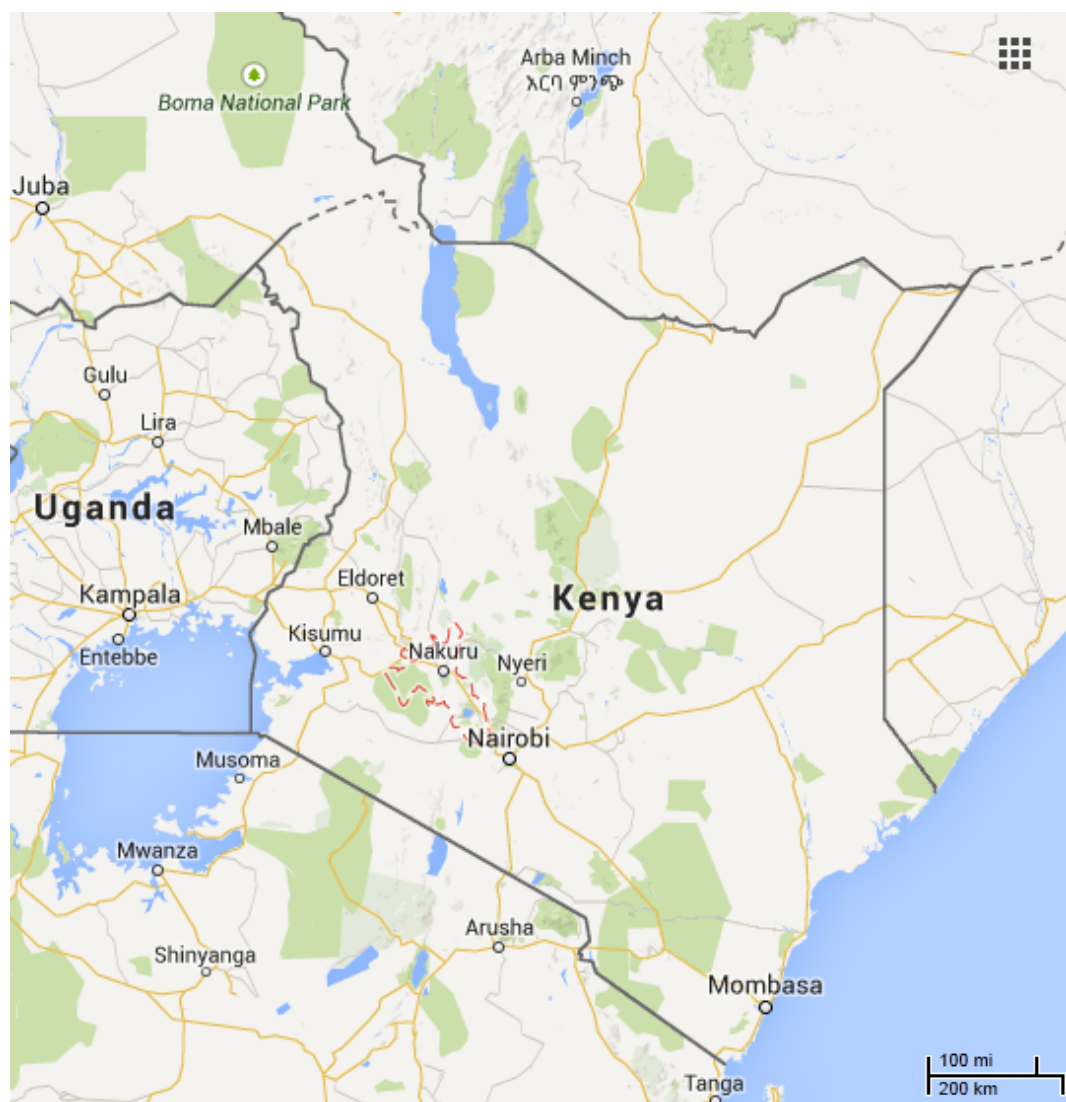 Arba Minch
እርባ ምንጭ
Boma National Park
Juba
Gulu
Lira
Uganda
Mbale
Kampala
Eldoret
Kenya
Kisumu
Entebbe
Nakuru
Nyeri
Nairobi
Musoma
Mwanza
Arusha
Shinyanga
Mombasa
100 mi
200 km
Tanga